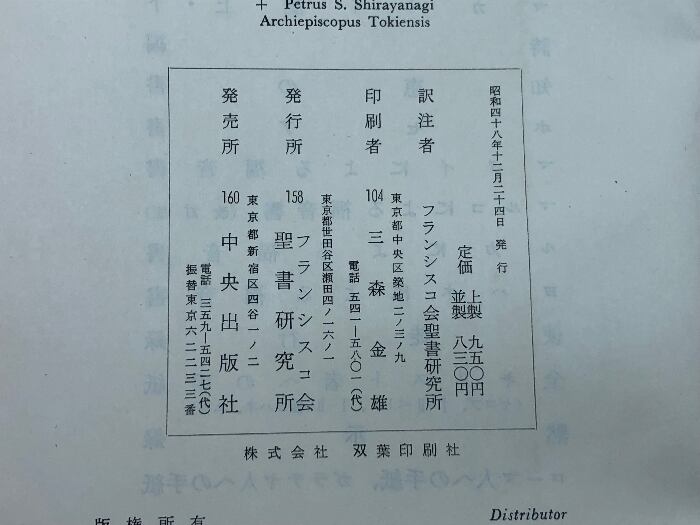 + Petrus S. Shirayanagi
Archiepiscopus Tokiensis
昭和四十八年十二月二十四日 発行
定価 上製 九五〇円
並製 八三〇円
訳注者 フランシスコ会聖書研究所
東京都中央区築地二ノ三ノ九
印刷者 104 三森金雄
電話 五四一―五八〇一(代)
東京都世田谷区瀬田四ノ一六ノ一
発行所 158 フランシスコ会
聖書研究所
東京都新宿区四谷一ノ二
発売所 160 中央出版社
電話 三五九―五四二七(代)
振替東京六二二三三番
株式会社 双葉印刷社
版権所有
Distributor